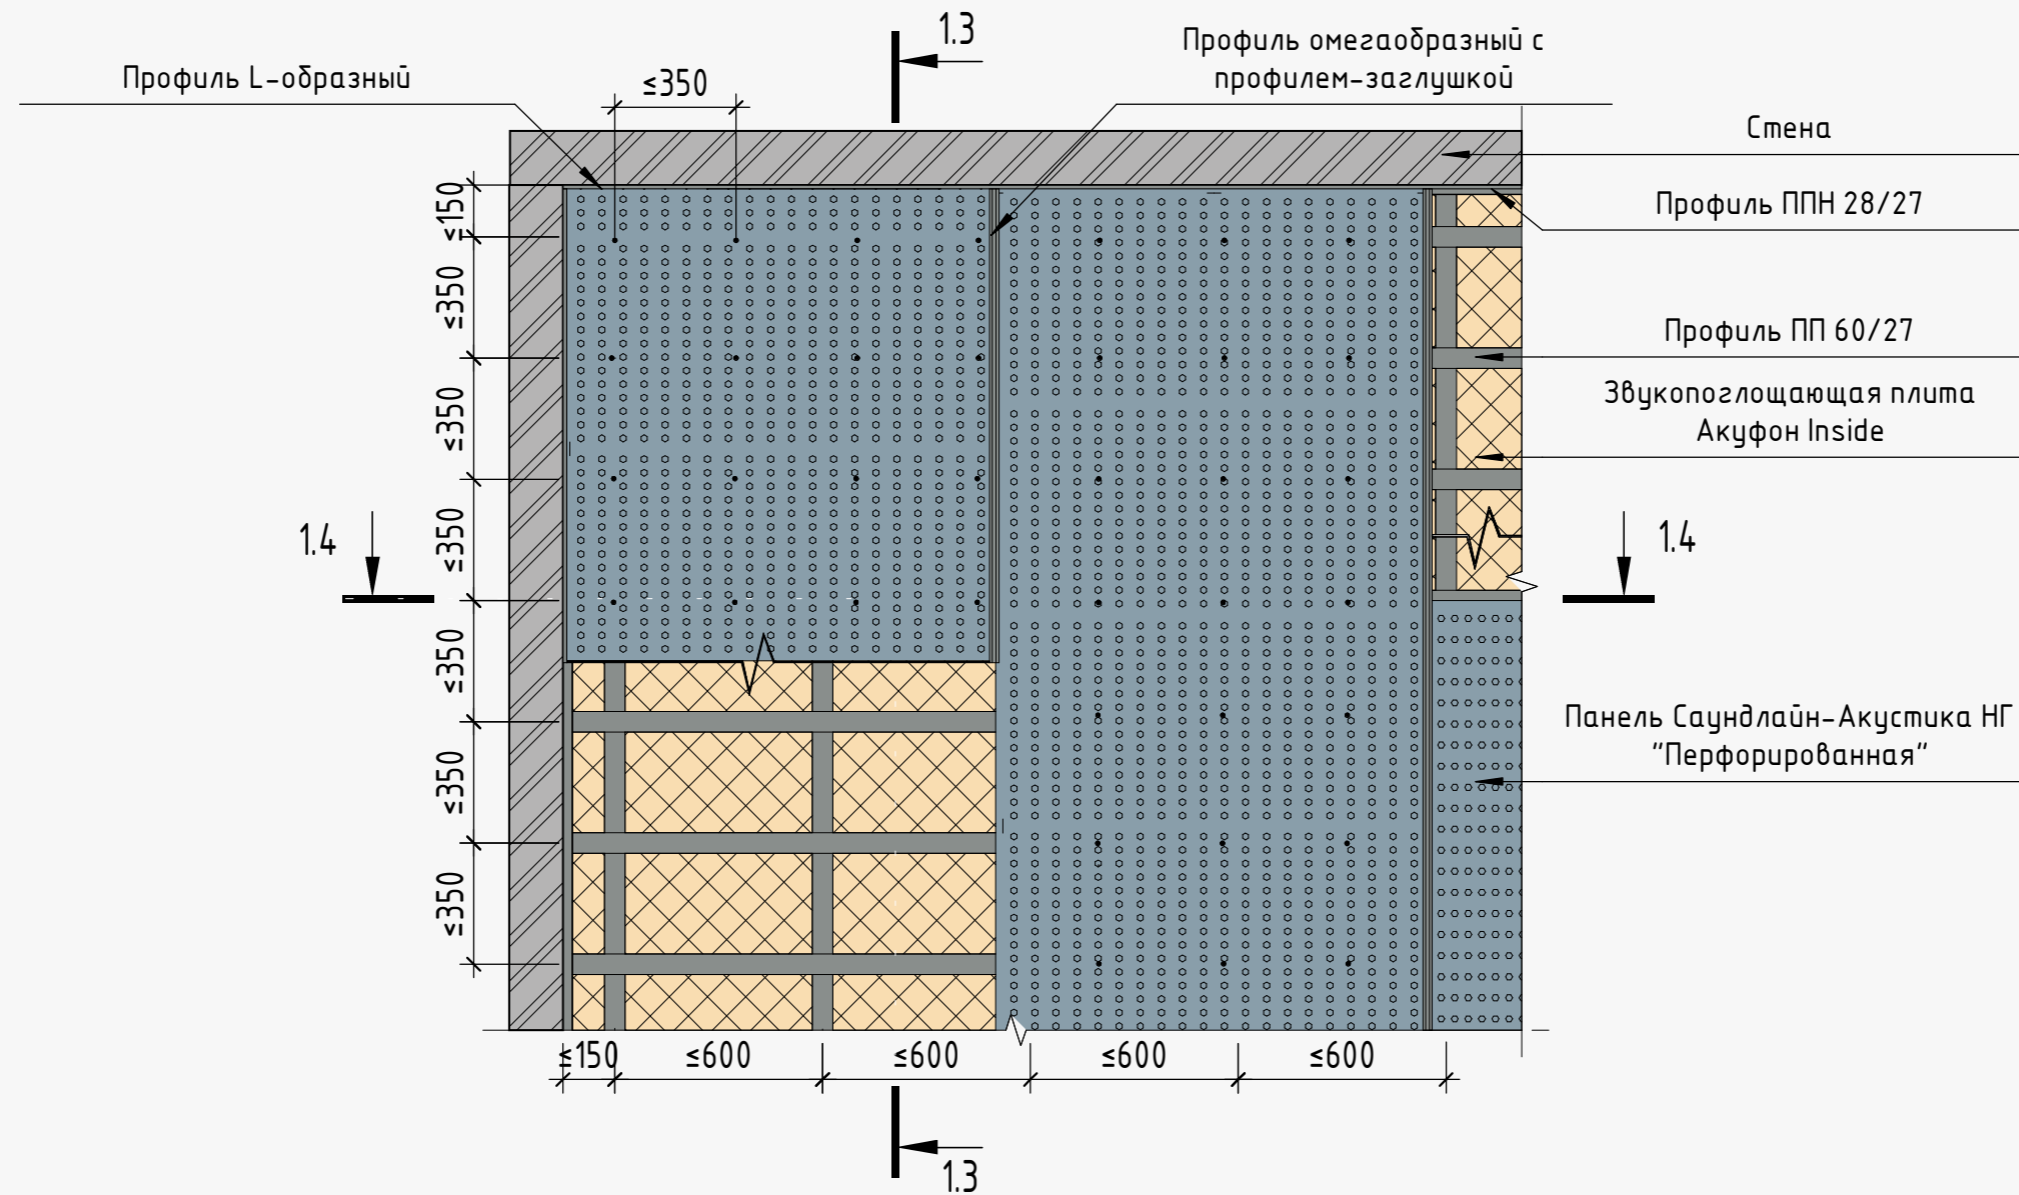 1.3
Профиль омегаобразный с
профилем-заглушкой
Профиль L-образный
≤350
Стена
≤150
Профиль ППН 28/27
≤350
Профиль ПП 60/27
Звукопоглощающая плита
Акуфон Inside
≤350
1.4
≤350
1.4
≤350
Панель Саундлайн-Акустика НГ
"Перфорированная"
≤350
≤350
≤150
≤600
≤600
≤600
≤600
1.3